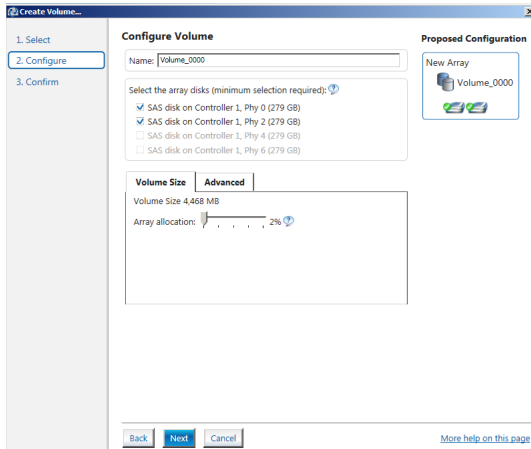 Create Volume...
1. Select
2. Configure
3. Confirm
Configure Volume
Name: Volume_0000
Select the array disks (minimum selection required):
SAS disk on Controller 1, Phy 0 (279 GB)
SAS disk on Controller 1, Phy 2 (279 GB)
SAS disk on Controller 1, Phy 4 (279 GB)
SAS disk on Controller 1, Phy 6 (279 GB)
Volume Size Advanced
Volume Size 4,468 MB
Array allocation: 2%
Proposed Configuration
New Array
Volume_0000
Back Next Cancel
More help on this page